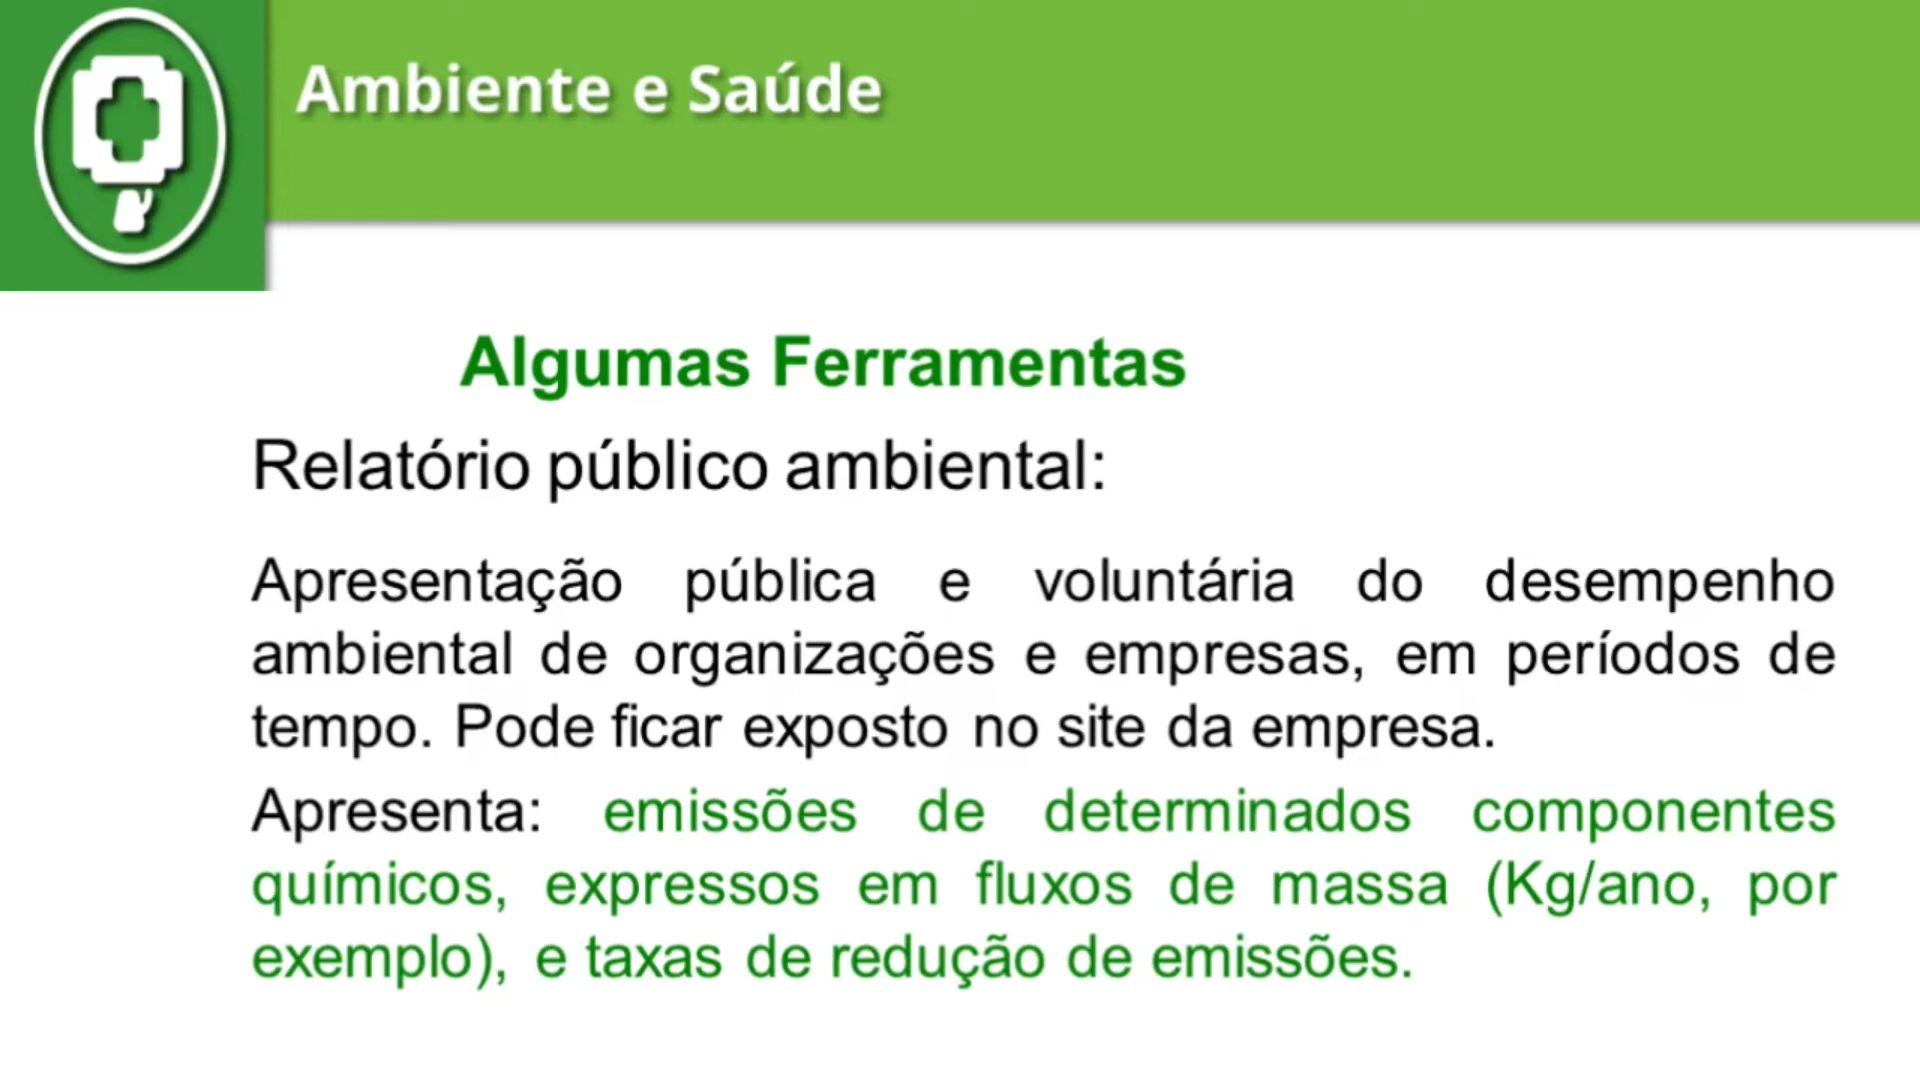 Ambiente e Saúde
Algumas Ferramentas
Relatório público ambiental:
Apresentação pública e voluntária do desempenho
ambiental de organizações e empresas, em períodos de
tempo. Pode ficar exposto no site da empresa.
Apresenta: emissões de determinados componentes
químicos, expressos em fluxos de massa (Kg/ano, por
exemplo), e taxas de redução de emissões.